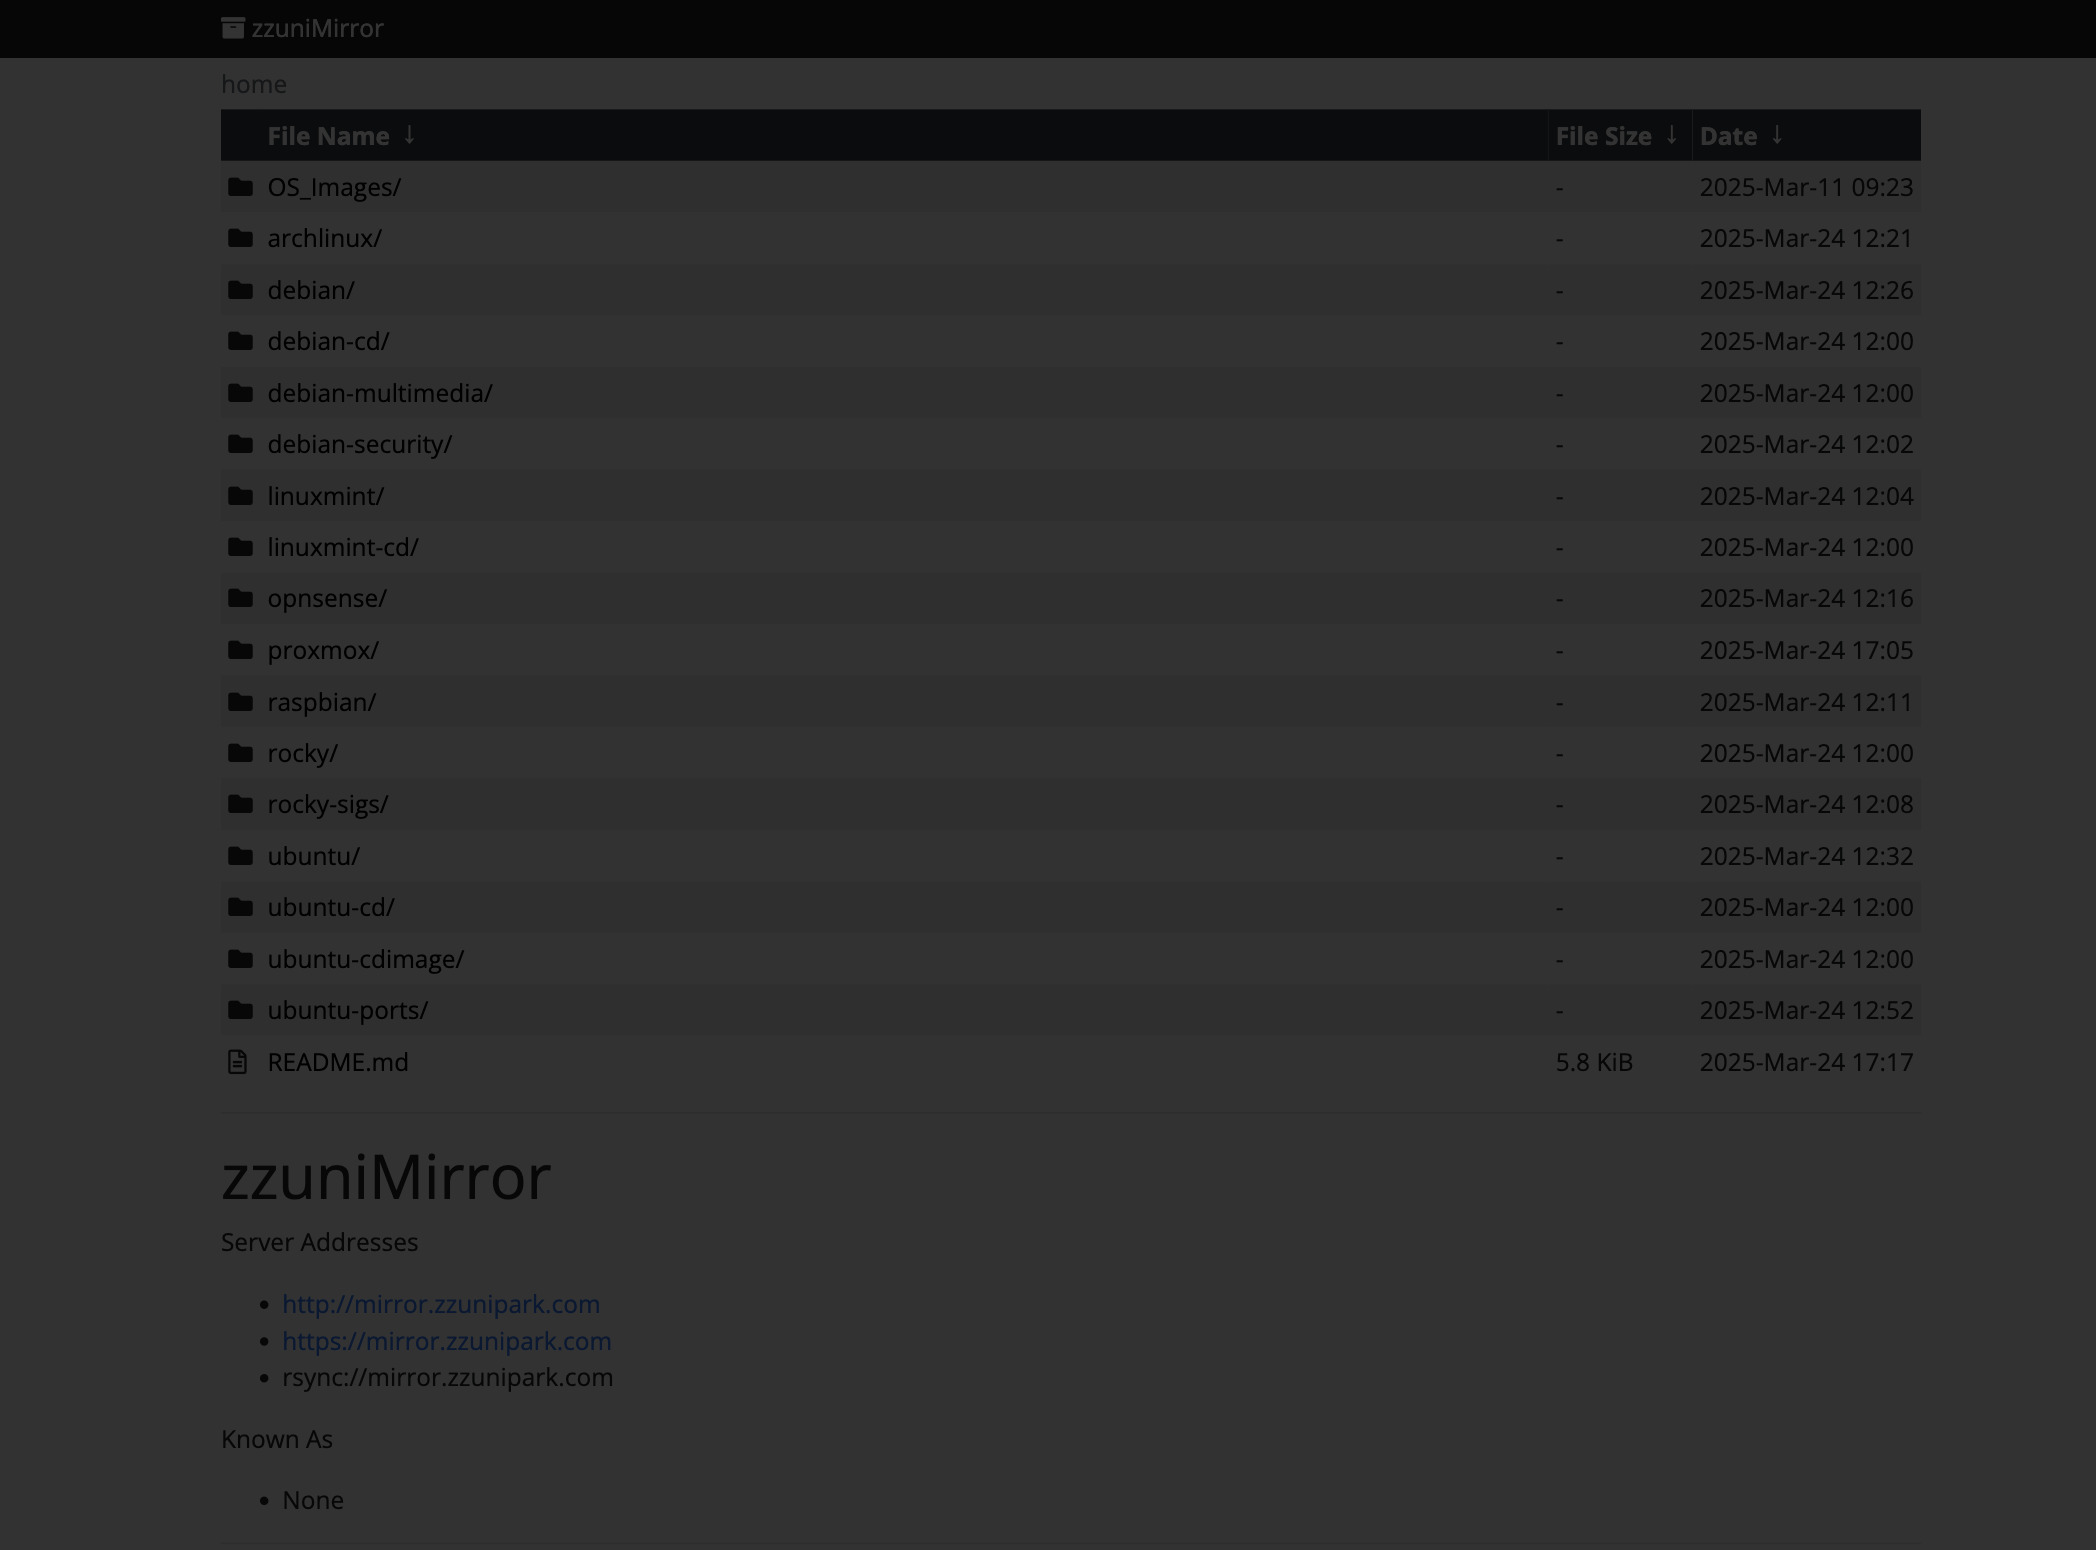 zzuniMirror
home
File Name ↓ File Size ↓ Date ↓
OS_Images/ - 2025-Mar-11 09:23
archlinux/ - 2025-Mar-24 12:21
debian/ - 2025-Mar-24 12:26
debian-cd/ - 2025-Mar-24 12:00
debian-multimedia/ - 2025-Mar-24 12:00
debian-security/ - 2025-Mar-24 12:02
linuxmint/ - 2025-Mar-24 12:04
linuxmint-cd/ - 2025-Mar-24 12:00
opnsense/ - 2025-Mar-24 12:16
proxmox/ - 2025-Mar-24 17:05
raspbian/ - 2025-Mar-24 12:11
rocky/ - 2025-Mar-24 12:00
rocky-sigs/ - 2025-Mar-24 12:08
ubuntu/ - 2025-Mar-24 12:32
ubuntu-cd/ - 2025-Mar-24 12:00
ubuntu-cdimage/ - 2025-Mar-24 12:00
ubuntu-ports/ - 2025-Mar-24 12:52
README.md 5.8 KiB 2025-Mar-24 17:17
zzuniMirror
Server Addresses
• http://mirror.zzunipark.com
• https://mirror.zzunipark.com
• rsync://mirror.zzunipark.com
Known As
• None